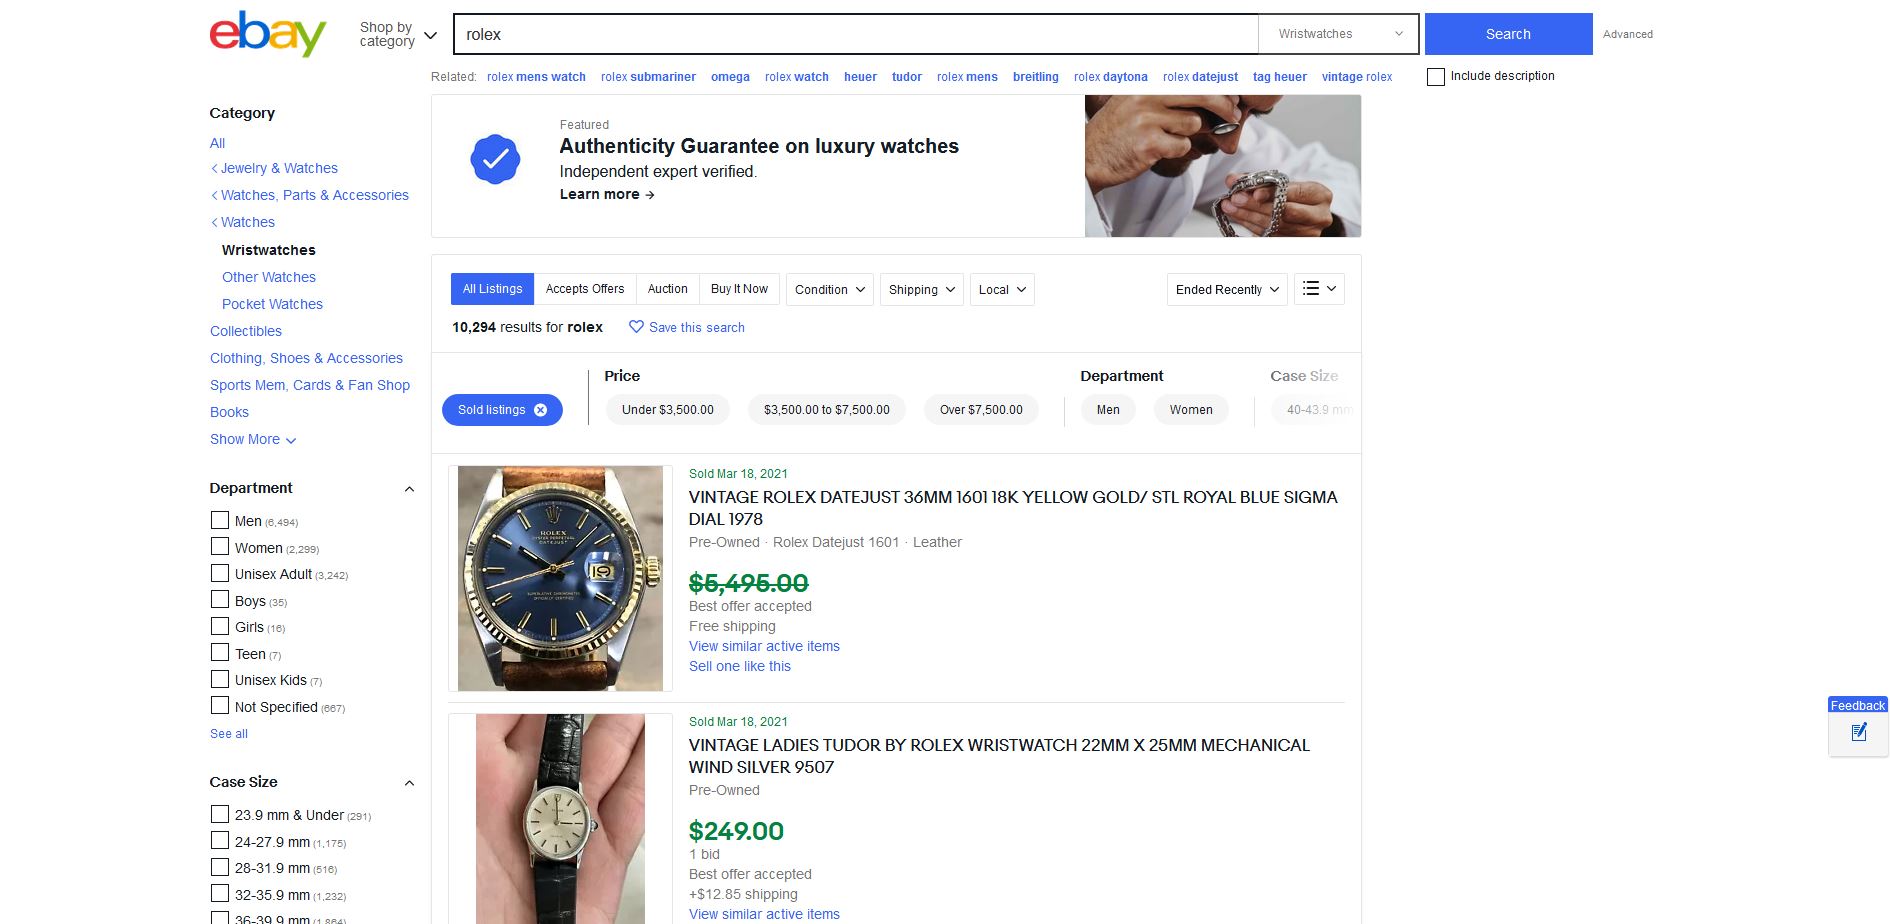 ebay
Shop by
category
rolex
Wristwatches
Search
Advanced
Related: rolex mens watch rolex submariner omega rolex watch heuer tudor rolex mens breitling rolex daytona rolex datejust tag heuer vintage rolex
Include description
Category
All
Jewelry & Watches
Watches, Parts & Accessories
Watches
Wristwatches
Other Watches
Pocket Watches
Collectibles
Clothing, Shoes & Accessories
Sports Mem, Cards & Fan Shop
Books
Show More
Department
Men (6,494)
Women (2,299)
Unisex Adult (3,242)
Boys (35)
Girls (16)
Teen (7)
Unisex Kids (7)
Not Specified (667)
See all
Case Size
23.9 mm & Under (291)
24-27.9 mm (1,175)
28-31.9 mm (516)
32-35.9 mm (1,232)
36-39.9 mm (1,864)
Featured
Authenticity Guarantee on luxury watches
Independent expert verified.
Learn more →
All Listings Accepts Offers Auction Buy It Now Condition Shipping Local Ended Recently
10,294 results for rolex Save this search
Price Department Case Size
Sold listings Under $3,500.00 $3,500.00 to $7,500.00 Over $7,500.00 Men Women 40-43.9 mm
ROLEX
OYSTER PERPETUAL
DATEJUST
19
Sold Mar 18, 2021
VINTAGE ROLEX DATEJUST 36MM 1601 18K YELLOW GOLD/ STL ROYAL BLUE SIGMA
DIAL 1978
Pre-Owned · Rolex Datejust 1601 · Leather
$5,495.00
Best offer accepted
Free shipping
View similar active items
Sell one like this
Sold Mar 18, 2021
VINTAGE LADIES TUDOR BY ROLEX WRISTWATCH 22MM X 25MM MECHANICAL
WIND SILVER 9507
Pre-Owned
$249.00
1 bid
Best offer accepted
+$12.85 shipping
View similar active items
Feedback